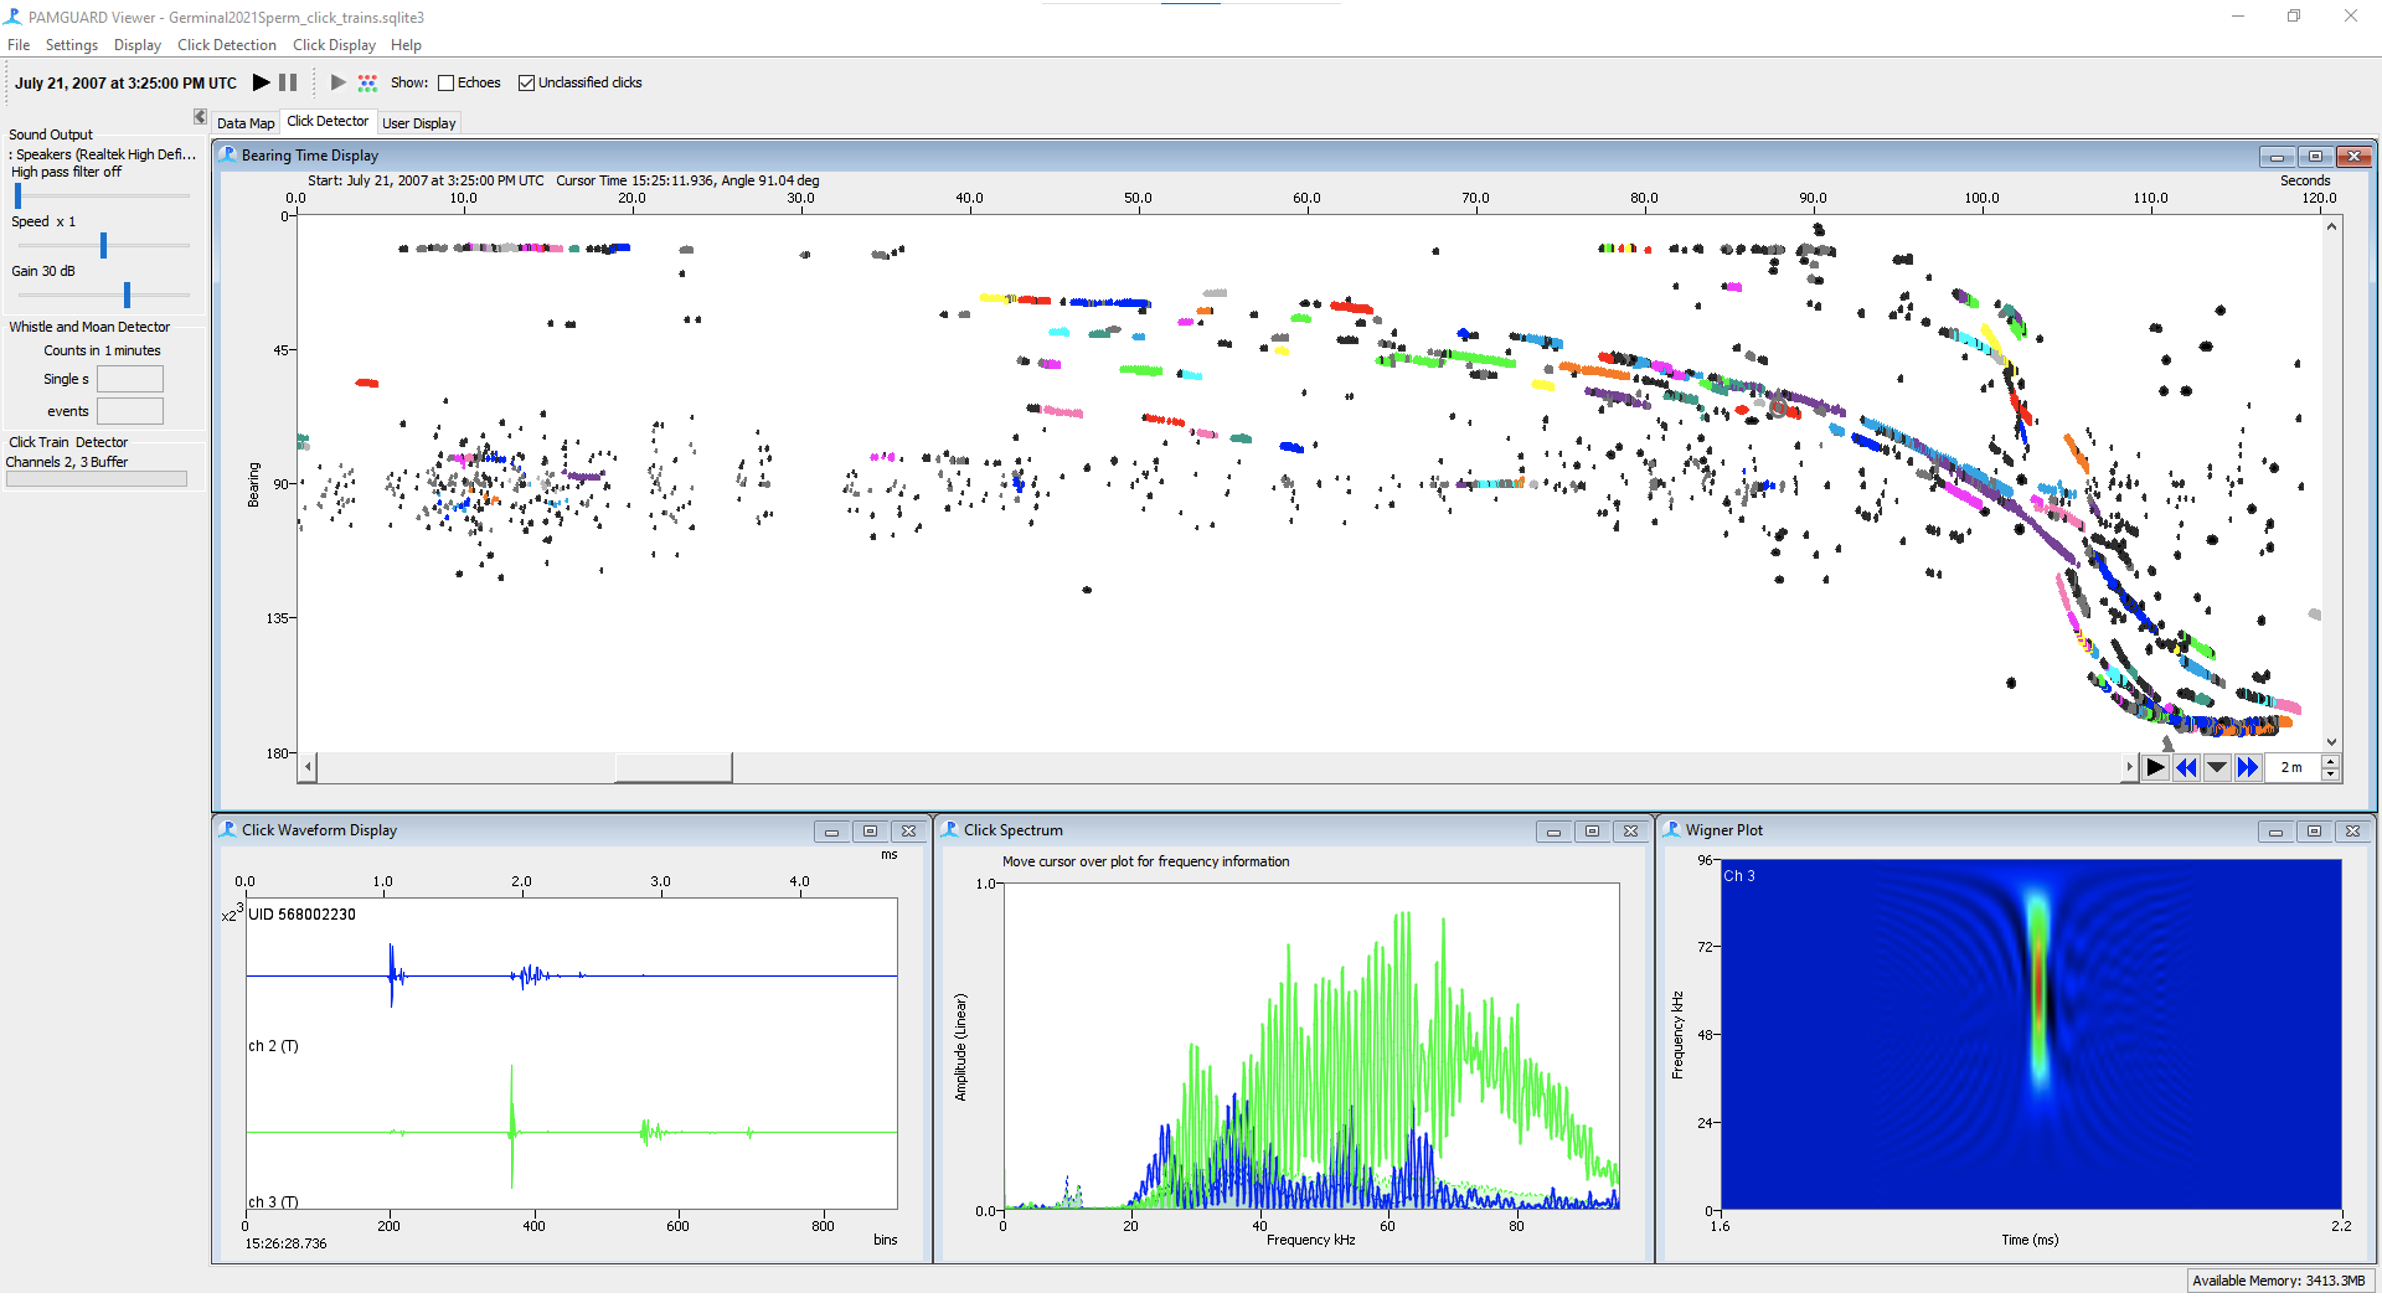 PAMGUARD Viewer - Germinal2021Sperm_click_trains.sqlite3
File Settings Display Click Detection Click Display Help
July 21, 2007 at 3:25:00 PM UTC Show: Echoes Unclassified clicks
Data Map Click Detector User Display
Sound Output
: Speakers (Realtek High Defi...
High pass filter off
Speed x 1
Gain 30 dB
Whistle and Moan Detector
Counts in 1 minutes
Single s
events
Click Train Detector
Channels 2, 3 Buffer
Bearing Time Display
Start: July 21, 2007 at 3:25:00 PM UTC Cursor Time 15:25:11.936, Angle 91.04 deg
Seconds
0.0 10.0 20.0 30.0 40.0 50.0 60.0 70.0 80.0 90.0 100.0 110.0 120.0
0
45
90
135
180
Bearing
2 m
Click Waveform Display
ms
0.0 1.0 2.0 3.0 4.0
x2³ UID 568002230
ch 2 (T)
ch 3 (T)
0 200 400 600 800
15:26:28.736 bins
Click Spectrum
Move cursor over plot for frequency information
1.0
Amplitude (Linear)
0.0
0 20 40 60 80
Frequency kHz
Wigner Plot
Ch 3
96
72
48
24
0
Frequency kHz
1.6 2.2
Time (ms)
Available Memory: 3413.3MB